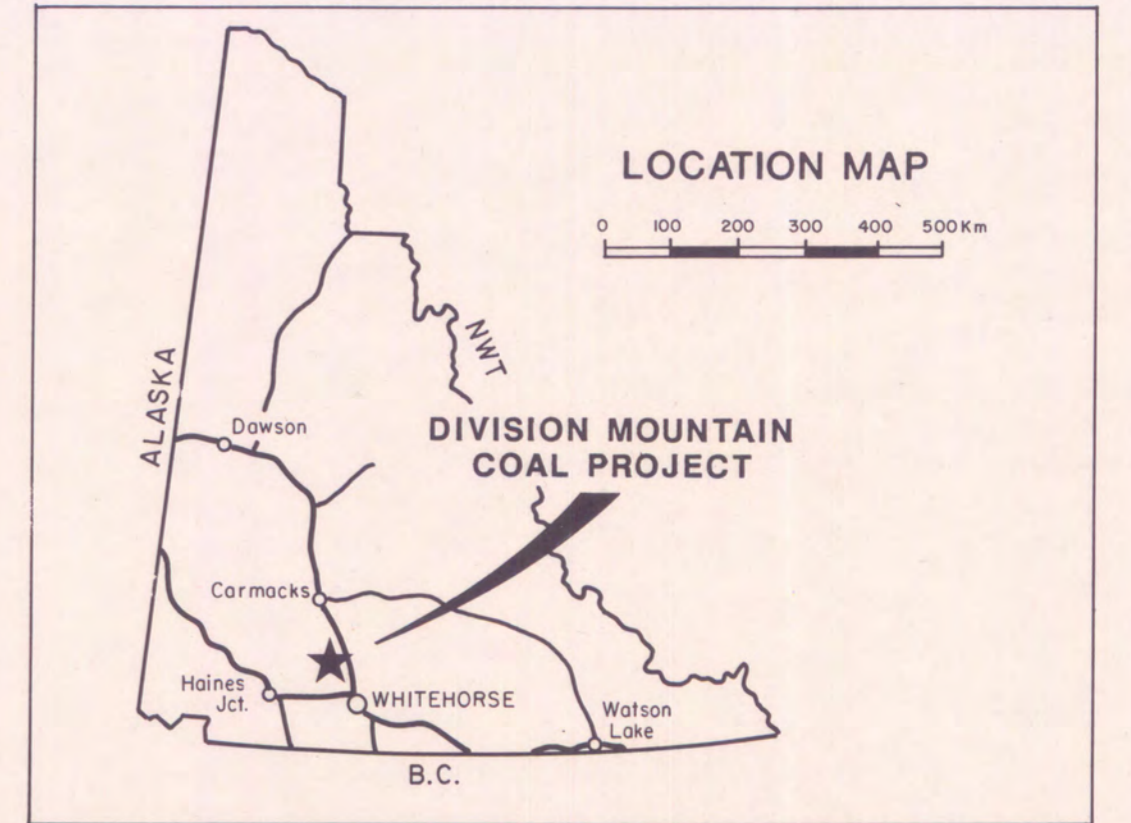 LOCATION MAP
0 100 200 300 400 500 Km
NWT
ALASKA
Dawson
DIVISION MOUNTAIN
COAL PROJECT
Carmacks
Haines
Jct.
WHITEHORSE
Watson
Lake
B.C.